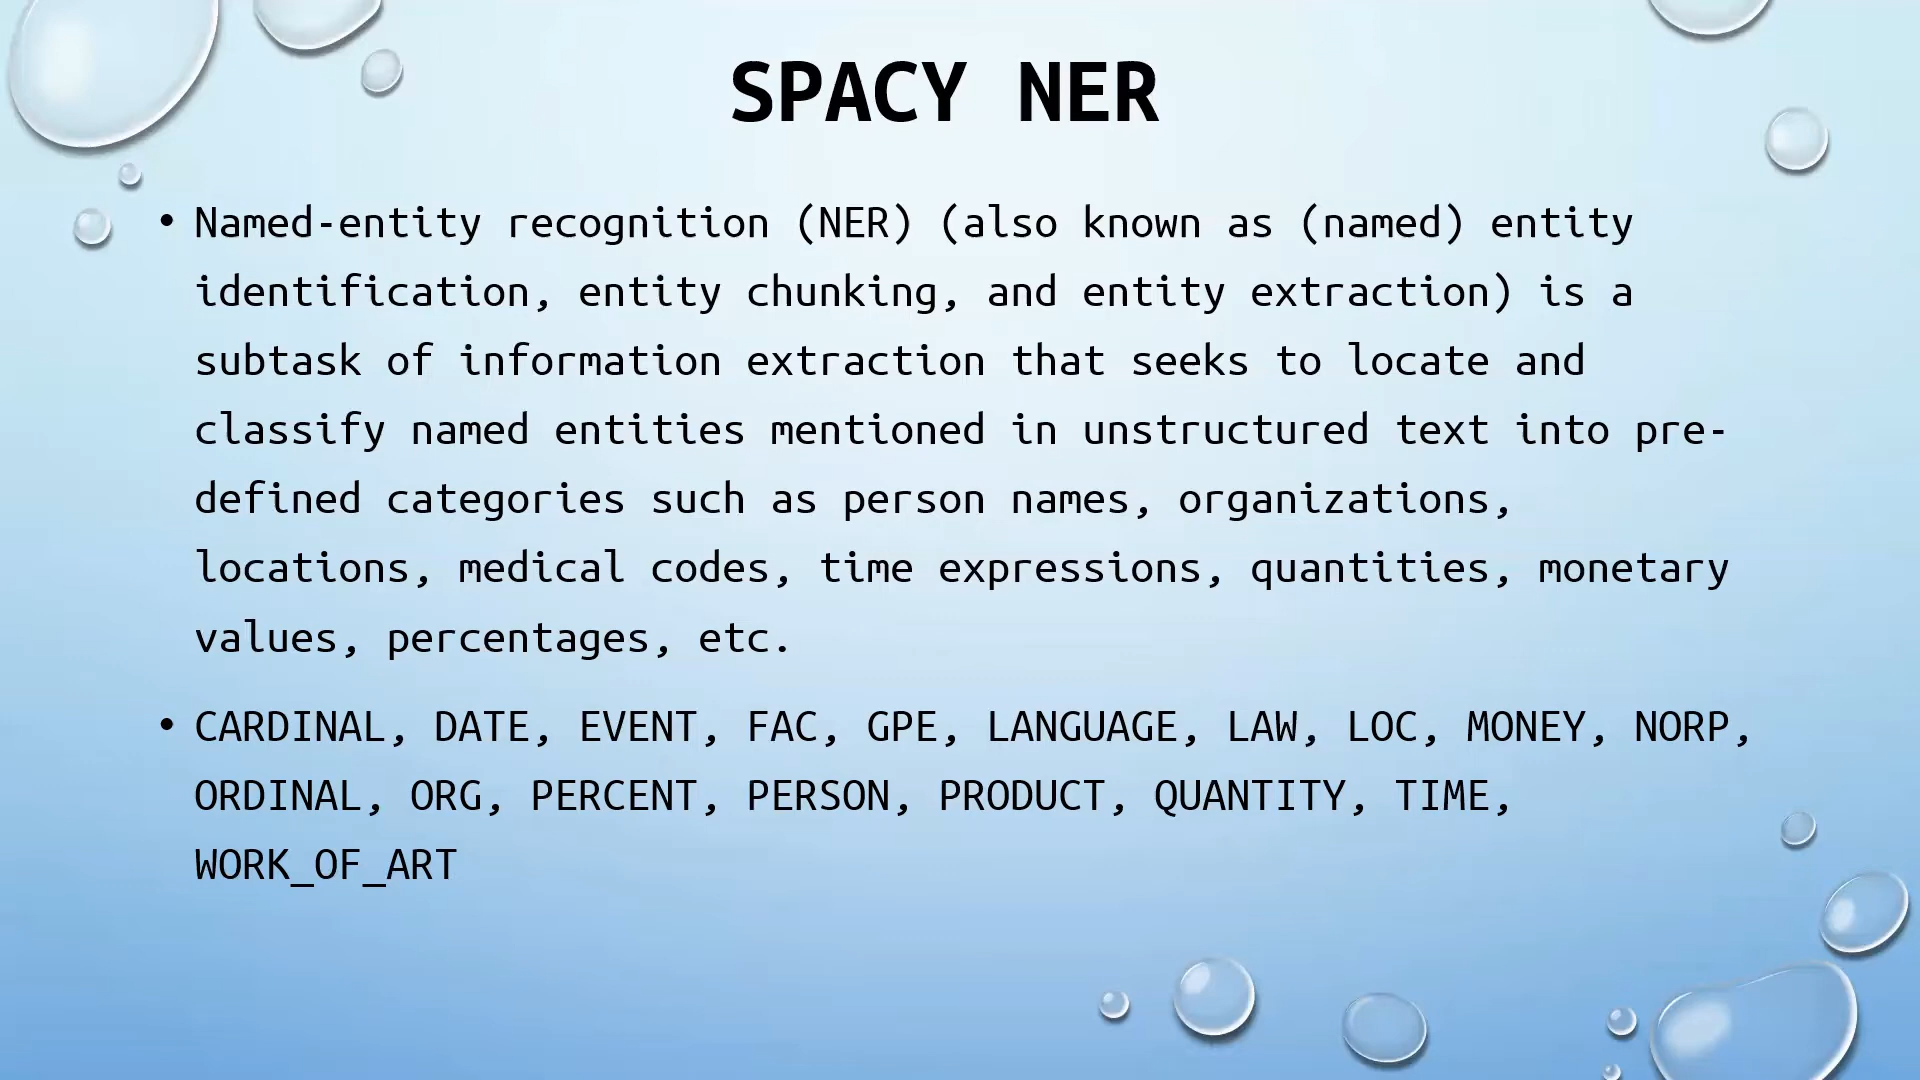 SPACY NER
• Named-entity recognition (NER) (also known as (named) entity
identification, entity chunking, and entity extraction) is a
subtask of information extraction that seeks to locate and
classify named entities mentioned in unstructured text into pre-
defined categories such as person names, organizations,
locations, medical codes, time expressions, quantities, monetary
values, percentages, etc.
• CARDINAL, DATE, EVENT, FAC, GPE, LANGUAGE, LAW, LOC, MONEY, NORP,
ORDINAL, ORG, PERCENT, PERSON, PRODUCT, QUANTITY, TIME,
WORK_OF_ART